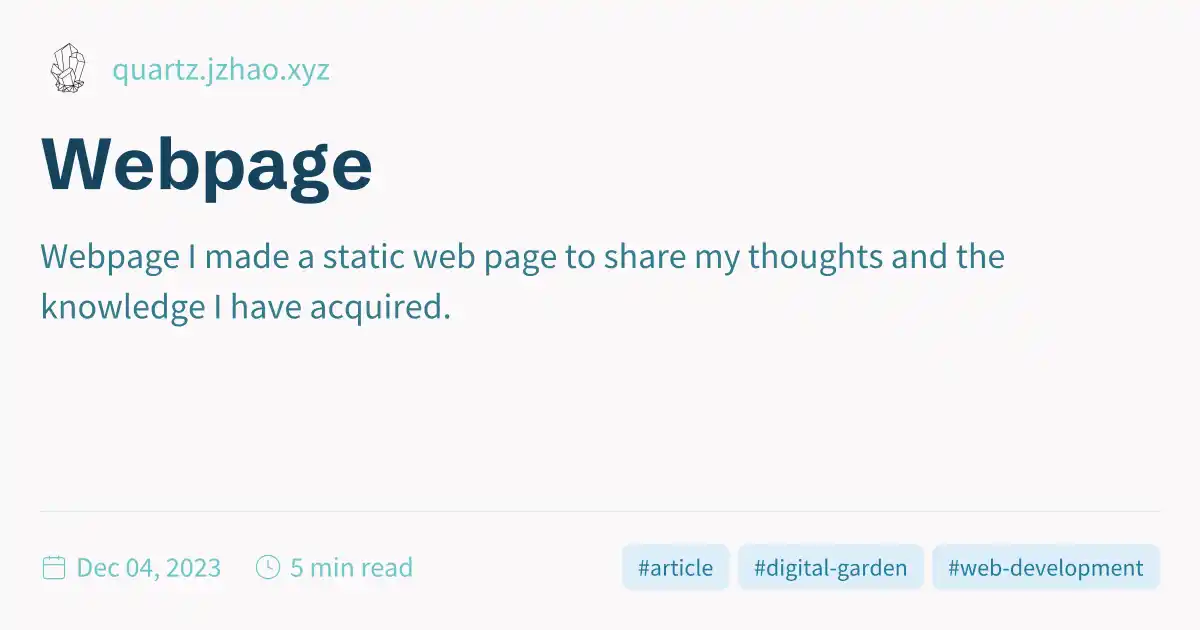 quartz.jzhao.xyz
Webpage
Webpage I made a static web page to share my thoughts and the
knowledge I have acquired.
Dec 04, 2023 5 min read #article #digital-garden #web-development